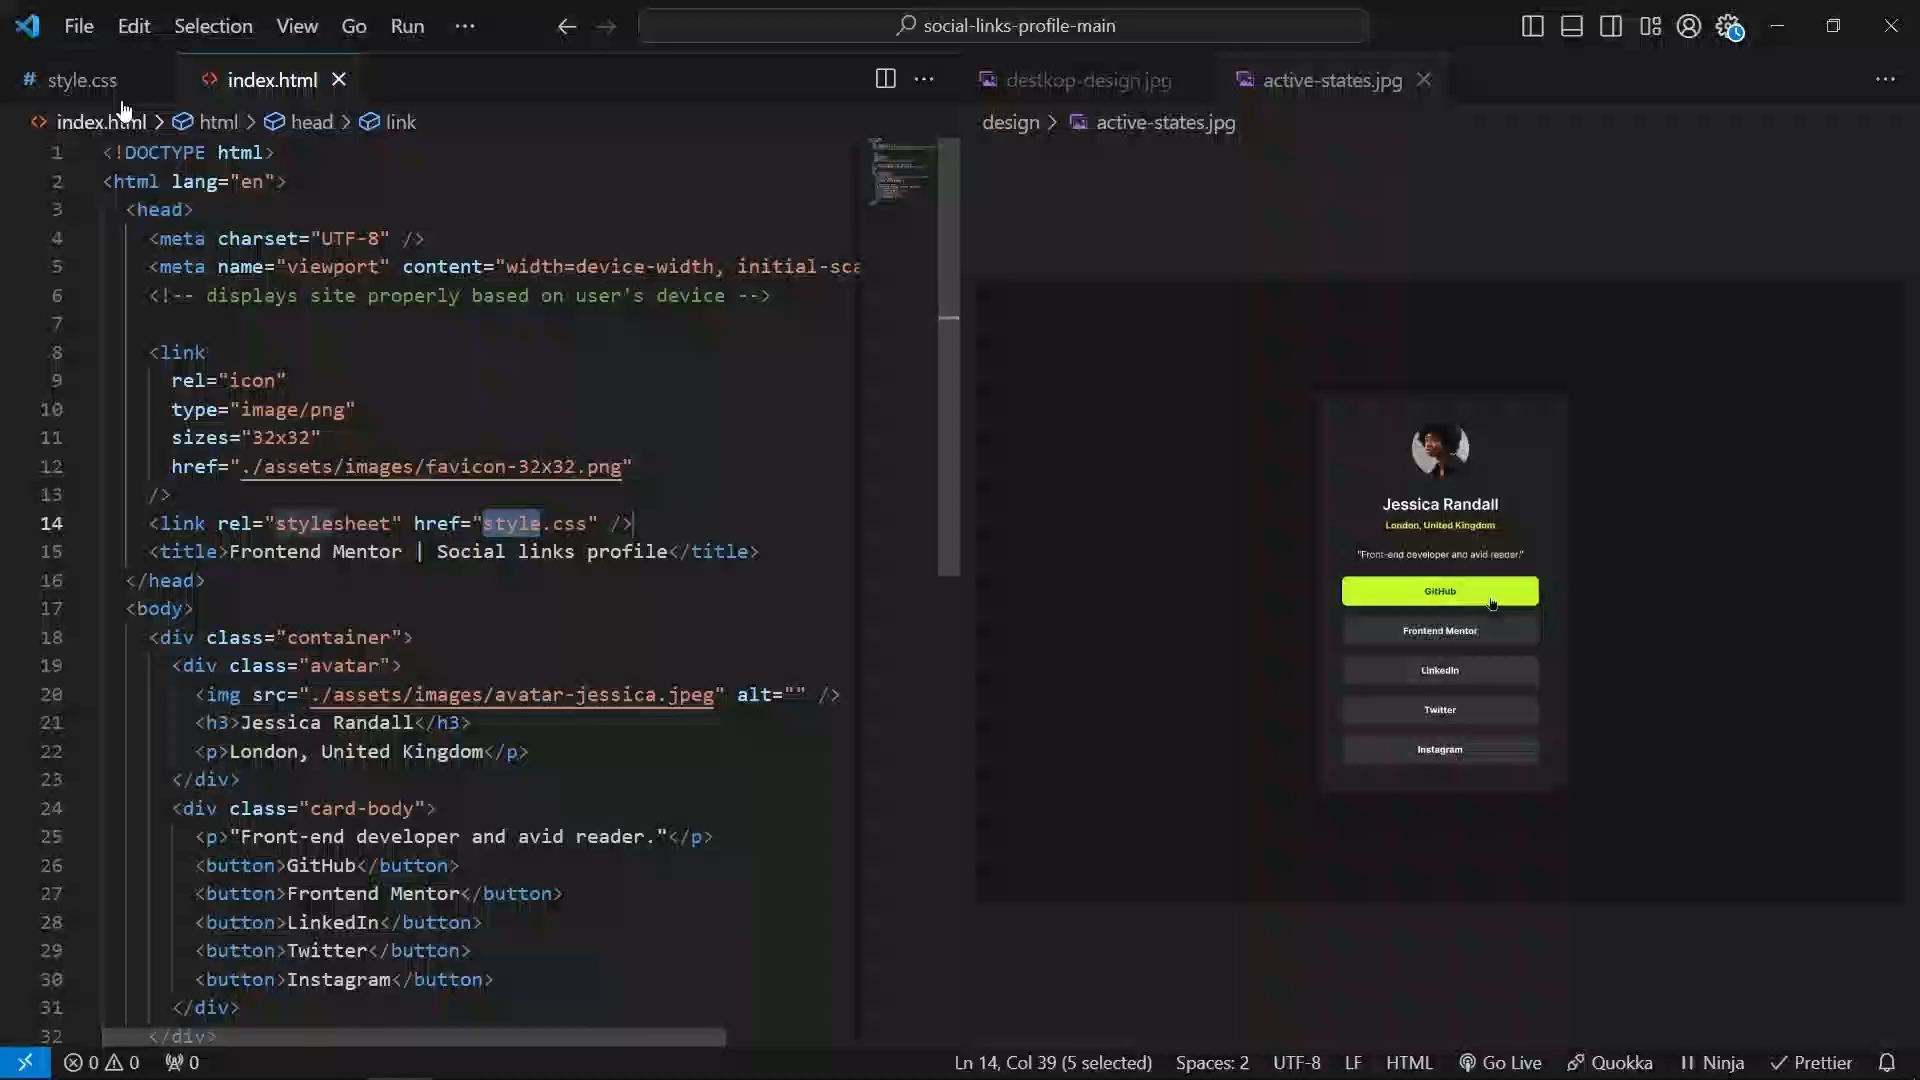 File Edit Selection View Go Run ··· social-links-profile-main
# style.css <> index.html
destkop-design.jpg active-states.jpg
index.html > html > head > link
design > active-states.jpg
1 <!DOCTYPE html>
2 <html lang="en">
3 <head>
4 <meta charset="UTF-8" />
5 <meta name="viewport" content="width=device-width, initial-sca
6 <!-- displays site properly based on user's device -->
7
8 <link
9 rel="icon"
10 type="image/png"
11 sizes="32x32"
12 href="./assets/images/favicon-32x32.png"
13 />
14 <link rel="stylesheet" href="style.css" />
15 <title>Frontend Mentor | Social links profile</title>
16 </head>
17 <body>
18 <div class="container">
19 <div class="avatar">
20 <img src="./assets/images/avatar-jessica.jpeg" alt="" />
21 <h3>Jessica Randall</h3>
22 <p>London, United Kingdom</p>
23 </div>
24 <div class="card-body">
25 <p>"Front-end developer and avid reader."</p>
26 <button>GitHub</button>
27 <button>Frontend Mentor</button>
28 <button>LinkedIn</button>
29 <button>Twitter</button>
30 <button>Instagram</button>
31 </div>
32 </div>
Jessica Randall
London, United Kingdom
"Front-end developer and avid reader."
GitHub
Frontend Mentor
LinkedIn
Twitter
Instagram
0 0 0 Ln 14, Col 39 (5 selected) Spaces: 2 UTF-8 LF HTML Go Live Quokka Ninja Prettier